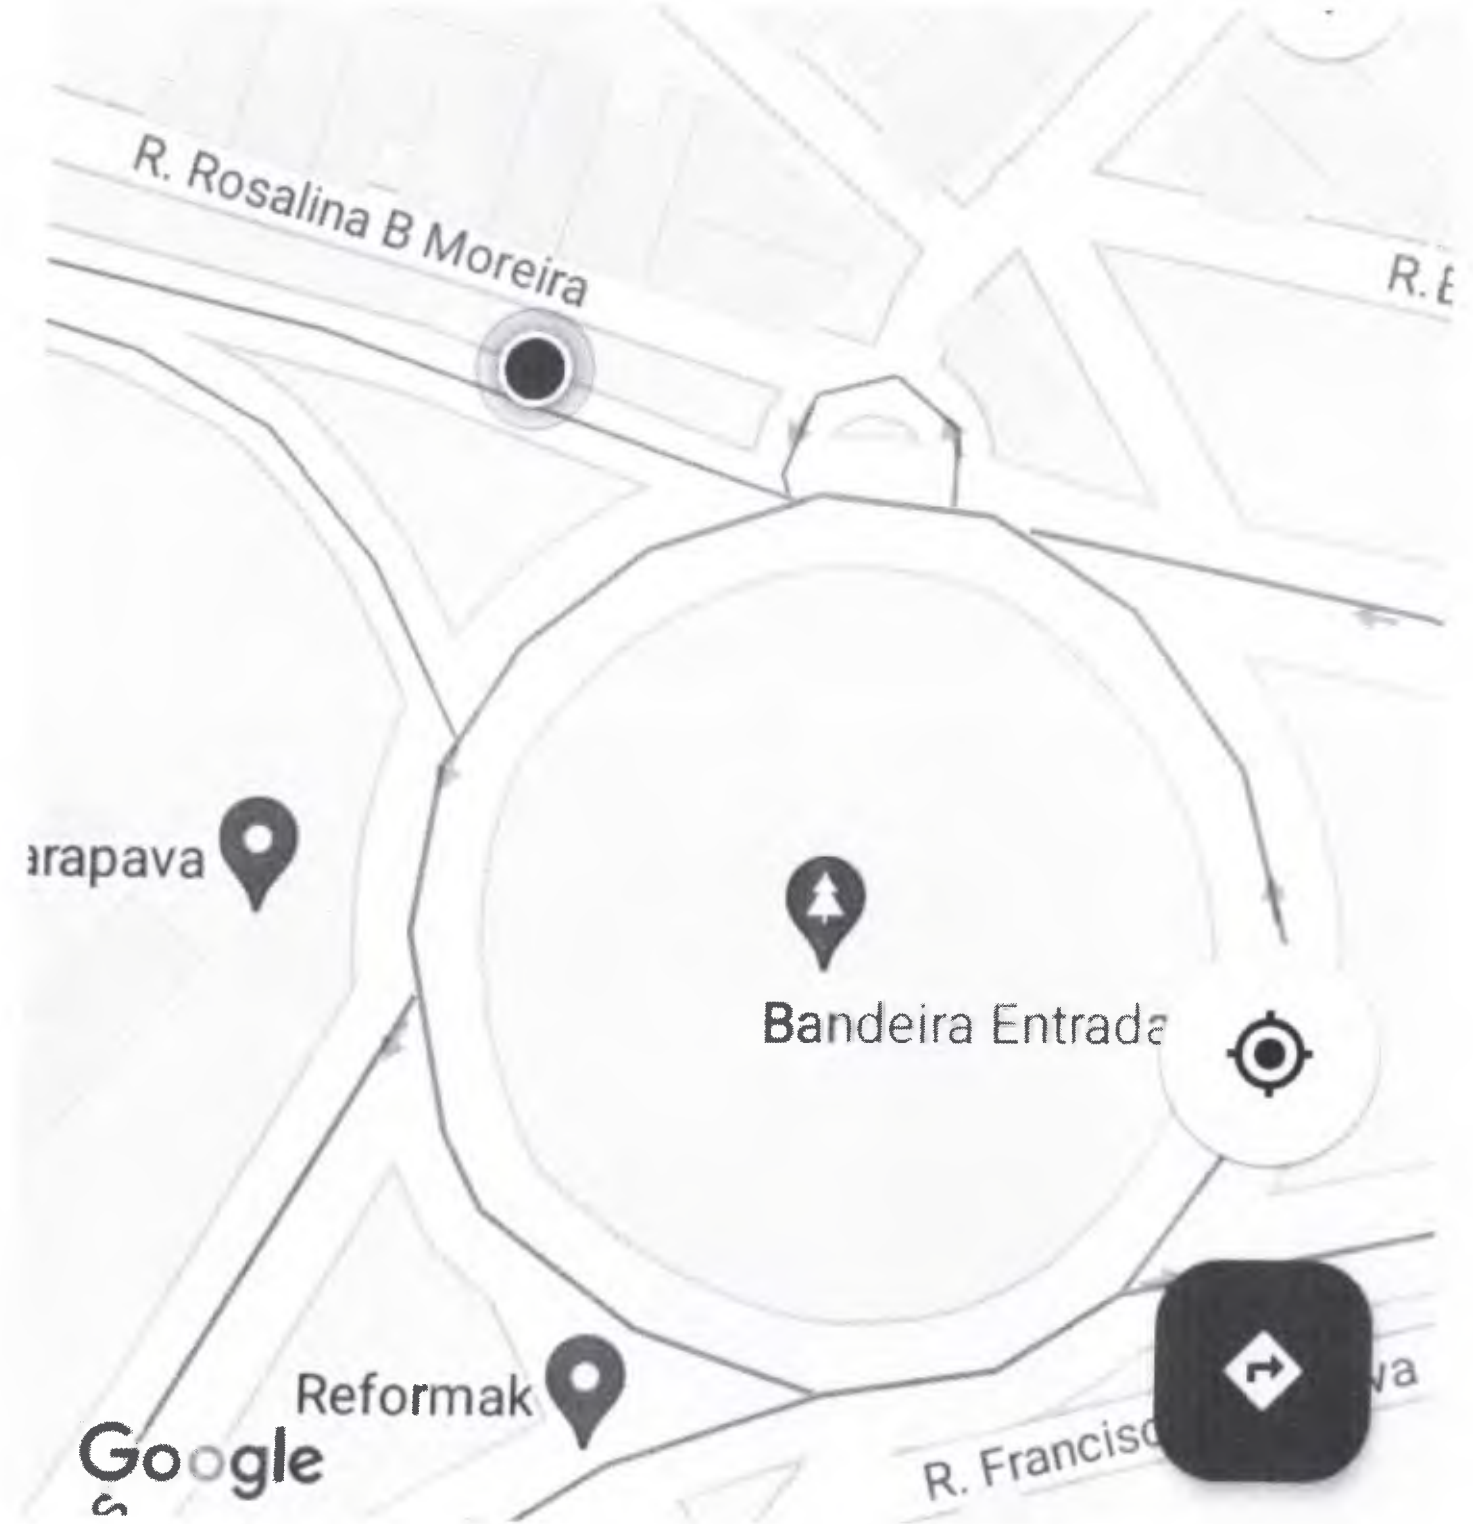 R. Rosalina B Moreira
R. E
arapava
Bandeira Entrada
Reformak
Google
R. Francisc
va